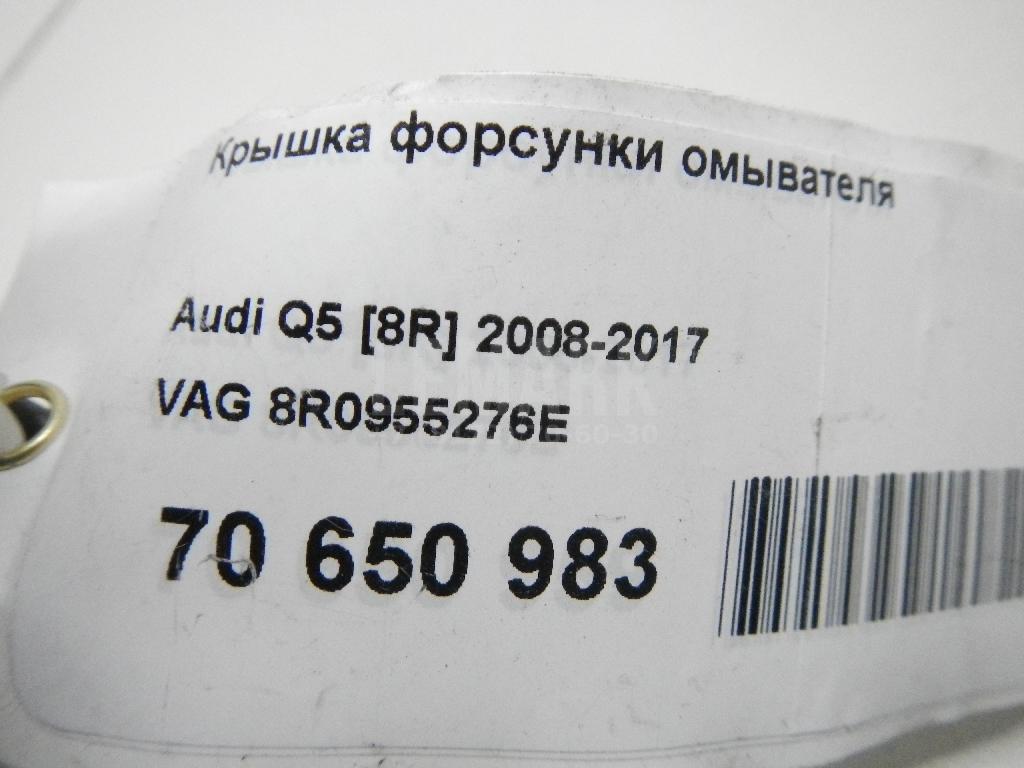 Крышка форсунки омывателя
Audi Q5 [8R] 2008-2017
VAG 8R0955276E
70 650 983